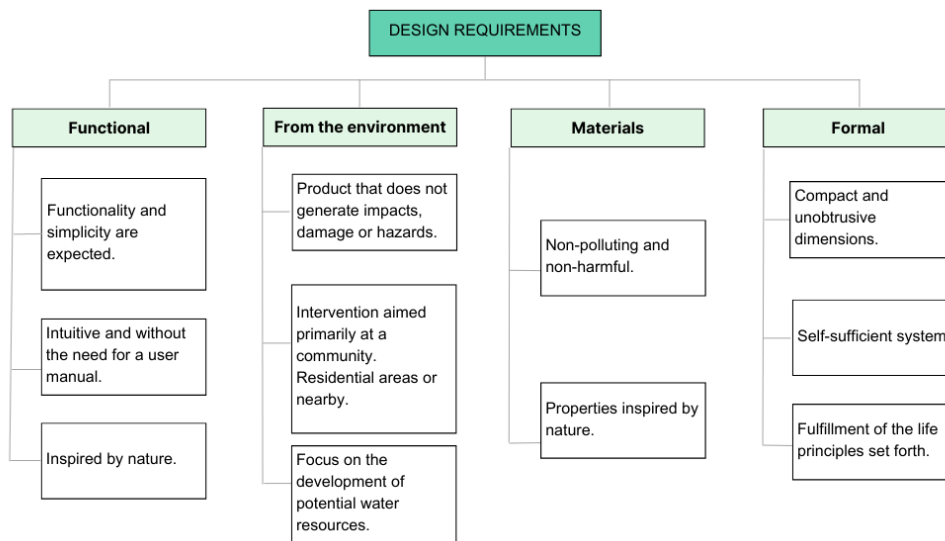 DESIGN REQUIREMENTS
Functional
Functionality and
simplicity are
expected.
Intuitive and without
the need for a user
manual.
Inspired by nature.
From the environment
Product that does not
generate impacts,
damage or hazards.
Intervention aimed
primarily at a
community.
Residential areas or
nearby.
Focus on the
development of
potential water
resources.
Materials
Non-polluting and
non-harmful.
Properties inspired by
nature.
Formal
Compact and
unobtrusive
dimensions.
Self-sufficient system
Fulfillment of the life
principles set forth.